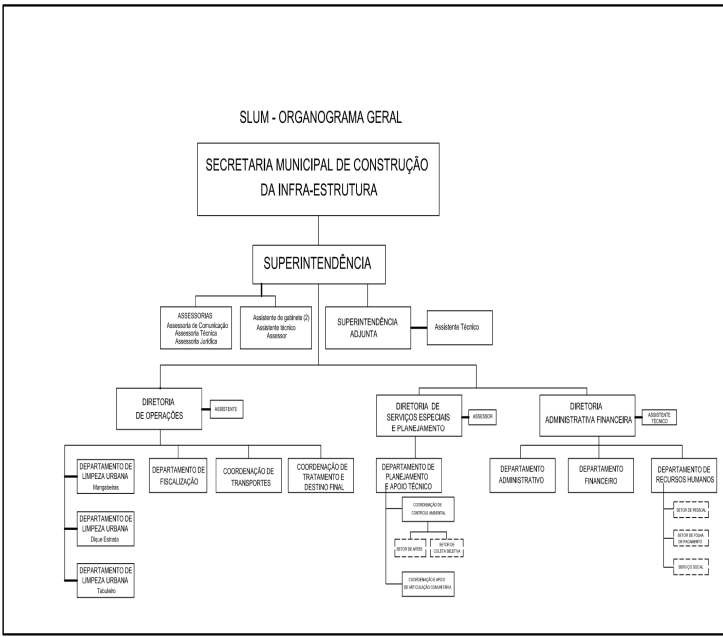 SLUM - ORGANOGRAMA GERAL
SECRETARIA MUNICIPAL DE CONSTRUÇÃO
DA INFRA-ESTRUTURA
SUPERINTENDÊNCIA
ASSESSORIAS
Assessoria de Comunicação
Assessoria Técnica
Assessoria Jurídica
Assistente de gabinete (2)
Assistente técnico
Assessor
SUPERINTENDÊNCIA
ADJUNTA
Assistente Técnico
DIRETORIA
DE OPERAÇÕES
ASSISTENTE
DIRETORIA DE
SERVIÇOS ESPECIAIS
E PLANEJAMENTO
ASSESSOR
DIRETORIA
ADMINISTRATIVA FINANCEIRA
ASSISTENTE
TÉCNICO
DEPARTAMENTO DE
LIMPEZA URBANA
Mangabeiras
DEPARTAMENTO DE
FISCALIZAÇÃO
COORDENAÇÃO DE
TRANSPORTES
COORDENAÇÃO DE
TRATAMENTO E
DESTINO FINAL
DEPARTAMENTO DE
PLANEJAMENTO
E APOIO TÉCNICO
DEPARTAMENTO
ADMINISTRATIVO
DEPARTAMENTO
FINANCEIRO
DEPARTAMENTO DE
RECURSOS HUMANOS
DEPARTAMENTO DE
LIMPEZA URBANA
Dique Estrada
DEPARTAMENTO DE
LIMPEZA URBANA
Tabuleiro
COORDENAÇÃO DE
CONTROLE AMBIENTAL
SETOR DE ARTES
SETOR DE
COLETA SELETIVA
COORDENAÇÃO E APOIO
DE ARTICULAÇÃO COMUNITÁRIA
SETOR DE PESSOAL
SETOR DE FOLHA
DE PAGAMENTO
SERVIÇO SOCIAL